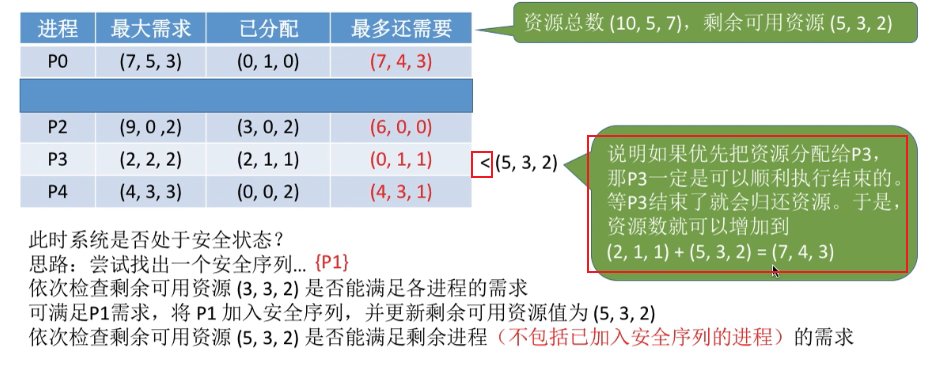 资源总数 (10, 5, 7)，剩余可用资源 (5, 3, 2)
进程 最大需求 已分配 最多还需要
P0 (7, 5, 3) (0, 1, 0) (7, 4, 3)
P2 (9, 0 ,2) (3, 0, 2) (6, 0, 0)
P3 (2, 2, 2) (2, 1, 1) (0, 1, 1) < (5, 3, 2)
P4 (4, 3, 3) (0, 0, 2) (4, 3, 1)
说明如果优先把资源分配给P3，
那P3一定是可以顺利执行结束的。
等P3结束了就会归还资源。于是，
资源数就可以增加到
(2, 1, 1) + (5, 3, 2) = (7, 4, 3)
此时系统是否处于安全状态？
思路：尝试找出一个安全序列... {P1}
依次检查剩余可用资源 (3, 3, 2) 是否能满足各进程的需求
可满足P1需求，将 P1 加入安全序列，并更新剩余可用资源值为 (5, 3, 2)
依次检查剩余可用资源 (5, 3, 2) 是否能满足剩余进程（不包括已加入安全序列的进程）的需求